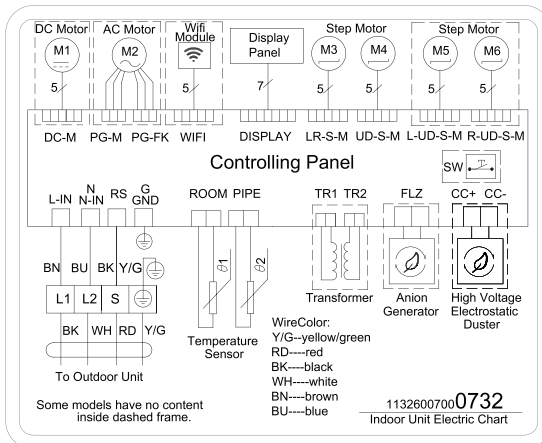 DC Motor AC Motor Wifi Module Display Panel Step Motor Step Motor
M1 M2 M3 M4 M5 M6
5 5 7 5 5 5 5
DC-M PG-M PG-FK WIFI DISPLAY LR-S-M UD-S-M L-UD-S-M R-UD-S-M
Controlling Panel
SW
L-IN N N-IN RS G GND ROOM PIPE TR1 TR2 FLZ CC+ CC-
BN BU BK Y/G θ1 θ2
L1 L2 S
Transformer Anion Generator High Voltage Electrostatic Duster
BK WH RD Y/G
Temperature Sensor
To Outdoor Unit
WireColor:
Y/G--yellow/green
RD----red
BK----black
WH----white
BN----brown
BU----blue
Some models have no content
inside dashed frame.
11326007000732
Indoor Unit Electric Chart